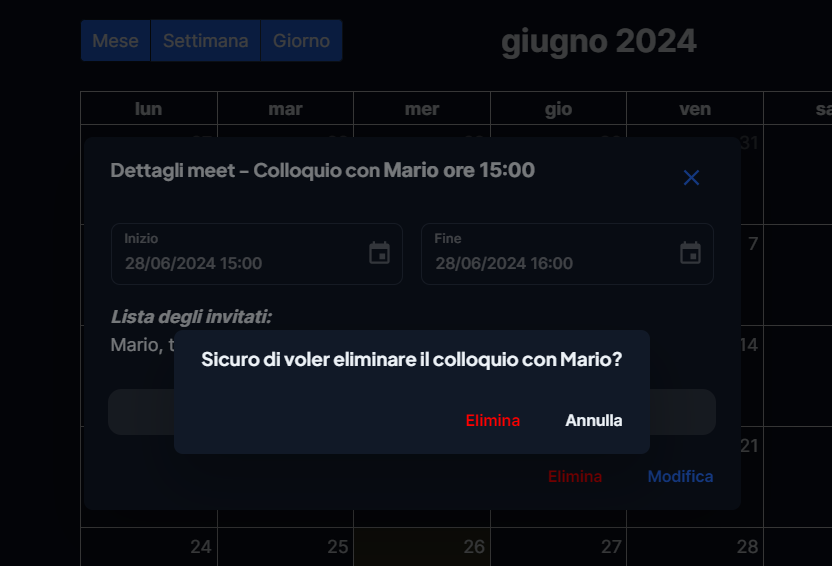 Mese Settimana Giorno
giugno 2024
lun mar mer gio ven
31
Dettagli meet – Colloquio con Mario ore 15:00
Inizio
28/06/2024 15:00
Fine
28/06/2024 16:00
7
Lista degli invitati:
Mario,
14
Sicuro di voler eliminare il colloquio con Mario?
Elimina Annulla
21
Elimina Modifica
24 25 26 27 28